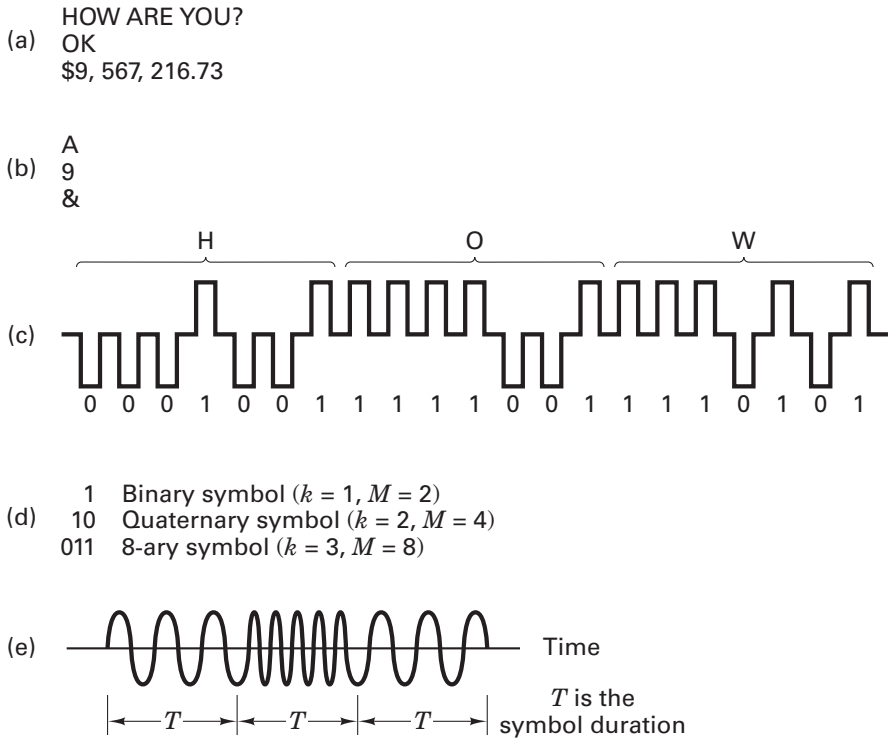 (a) HOW ARE YOU?
OK
$9, 567, 216.73
(b) A
9
&
H O W
(c)
0 0 0 1 0 0 1 1 1 1 1 0 0 1 1 1 1 0 1 0 1
(d) 1 Binary symbol (k = 1, M = 2)
10 Quaternary symbol (k = 2, M = 4)
011 8-ary symbol (k = 3, M = 8)
(e) Time
T T T
T is the
symbol duration